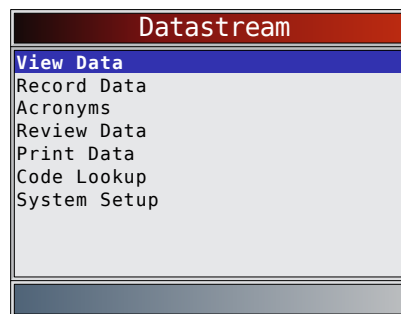 Datastream
View Data
Record Data
Acronyms
Review Data
Print Data
Code Lookup
System Setup